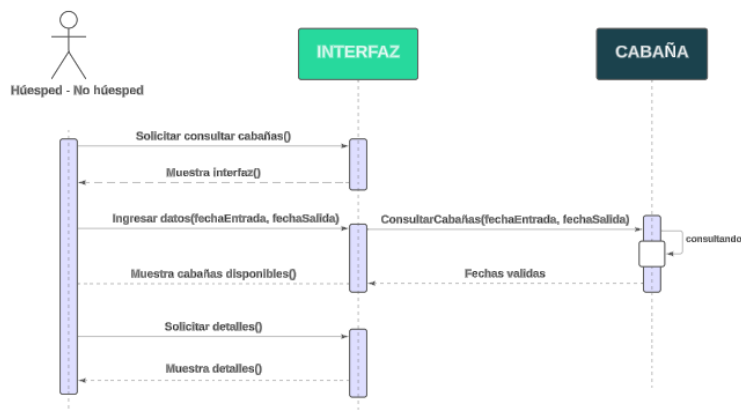 INTERFAZ
CABAÑA
Húesped - No húesped
Solicitar consultar cabañas()
Muestra interfaz()
Ingresar datos(fechaEntrada, fechaSalida)
ConsultarCabañas(fechaEntrada, fechaSalida)
consultando
Muestra cabañas disponibles()
Fechas validas
Solicitar detalles()
Muestra detalles()